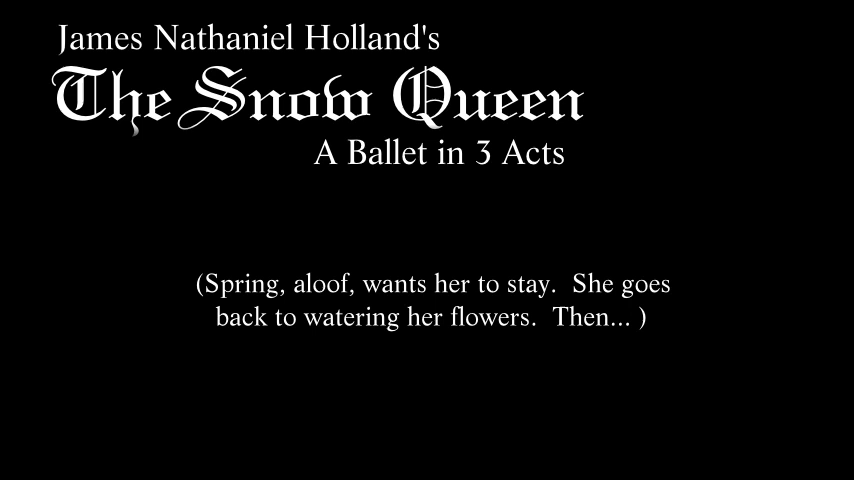 James Nathaniel Holland's
The Snow Queen
A Ballet in 3 Acts
(Spring, aloof, wants her to stay.  She goes
back to watering her flowers.  Then... )